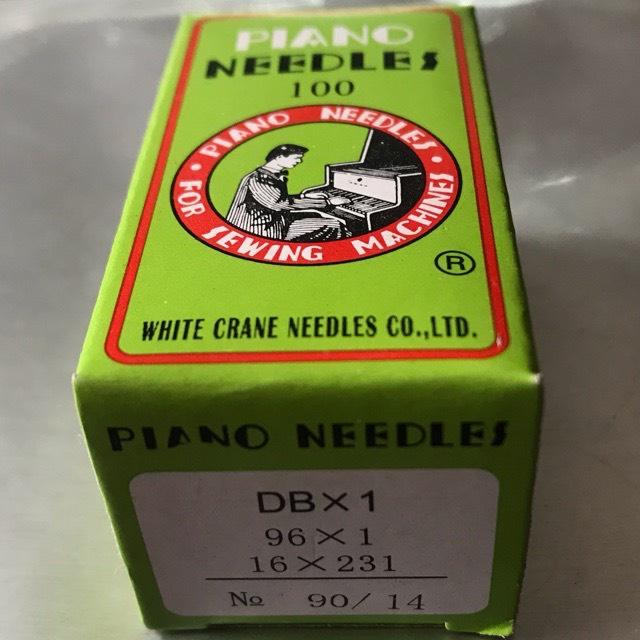 PIANO
NEEDLES
100
PIANO NEEDLES
FOR SEWING MACHINES
®
WHITE CRANE NEEDLES CO.,LTD.
PIANO NEEDLES
DB×1
96×1
16×231
№ 90/14